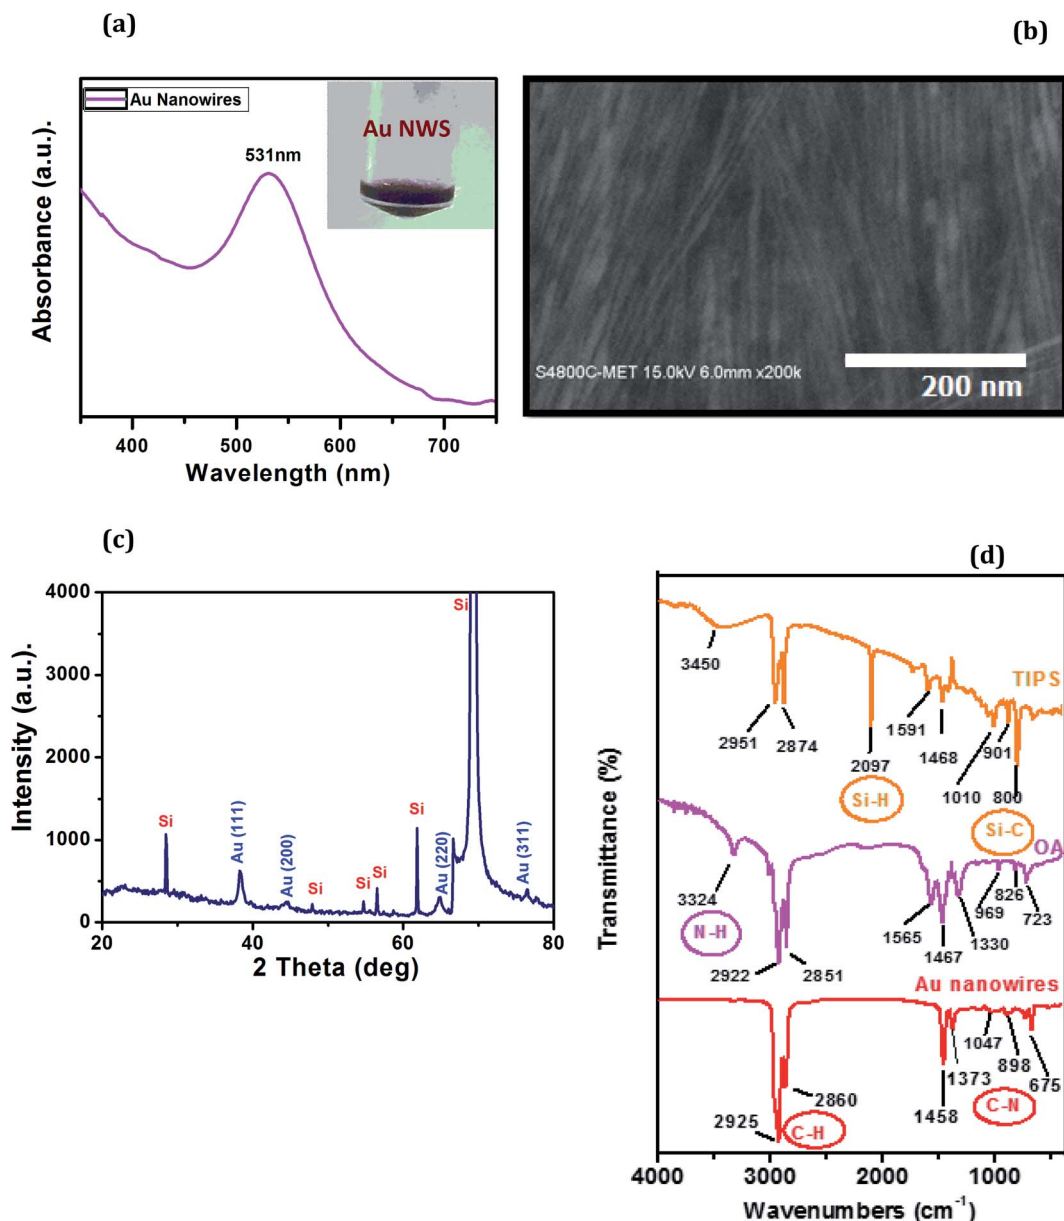 (a)
(b)
Au Nanowires
Au NWS
531nm
Absorbance (a.u.)
400
500
600
700
Wavelength (nm)
S4800C-MET 15.0kV 6.0mm x200k
200 nm
(c)
(d)
4000
3000
2000
1000
0
Intensity (a.u.).
Si
Au (111)
Au (200)
Si
Si
Si
Si
Au (220)
Si
Au (311)
20
40
60
80
2 Theta (deg)
Transmittance (%)
TIPS
3450
2951
2874
2097
1591
1468
1010
901
800
Si-H
Si-C
OA
3324
N-H
2922
2851
1565
1467
1330
969
826
723
Au nanowires
2925
2860
C-H
1458
1373
1047
898
675
C-N
4000
3000
2000
1000
Wavenumbers (cm⁻¹)